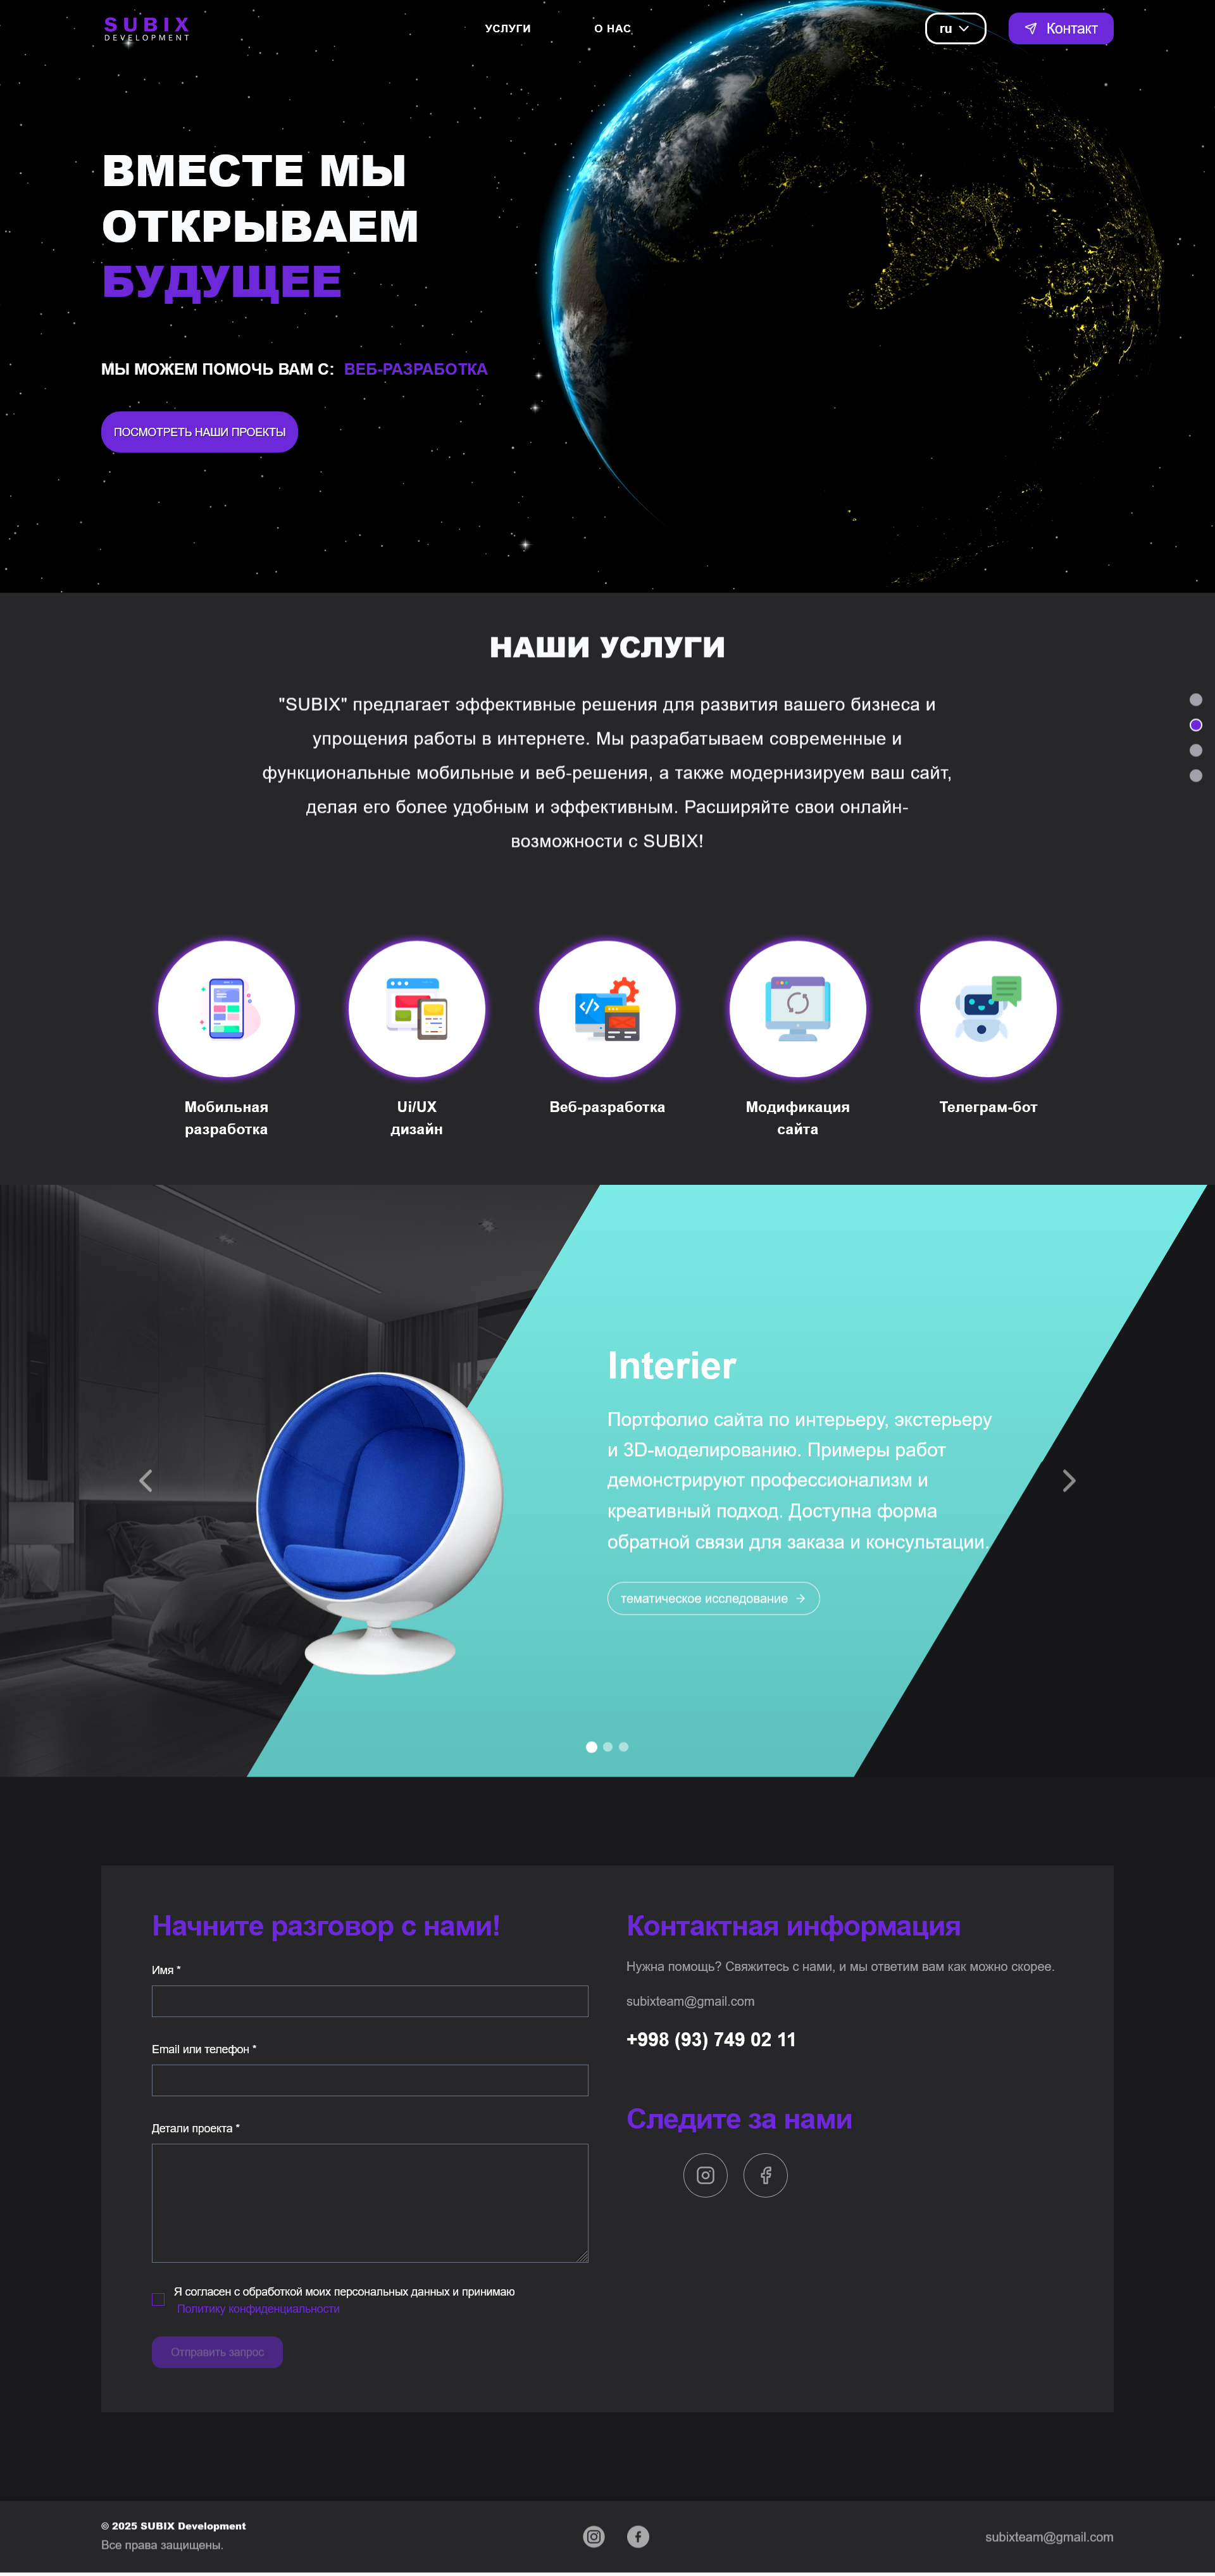 SUBIX
DEVELOPMENT
УСЛУГИ
О НАС
ru
Контакт
ВМЕСТЕ МЫ
ОТКРЫВАЕМ
БУДУЩЕЕ
МЫ МОЖЕМ ПОМОЧЬ ВАМ С: ВЕБ-РАЗРАБОТКА
ПОСМОТРЕТЬ НАШИ ПРОЕКТЫ
НАШИ УСЛУГИ
"SUBIX" предлагает эффективные решения для развития вашего бизнеса и
упрощения работы в интернете. Мы разрабатываем современные и
функциональные мобильные и веб-решения, а также модернизируем ваш сайт,
делая его более удобным и эффективным. Расширяйте свои онлайн-
возможности с SUBIX!
Мобильная
разработка
Ui/UX
дизайн
Веб-разработка
Модификация
сайта
Телеграм-бот
Interier
Портфолио сайта по интерьеру, экстерьеру
и 3D-моделированию. Примеры работ
демонстрируют профессионализм и
креативный подход. Доступна форма
обратной связи для заказа и консультации.
тематическое исследование
Начните разговор с нами!
Имя *
Email или телефон *
Детали проекта *
Я согласен с обработкой моих персональных данных и принимаю
Политику конфиденциальности
Отправить запрос
Контактная информация
Нужна помощь? Свяжитесь с нами, и мы ответим вам как можно скорее.
subixteam@gmail.com
+998 (93) 749 02 11
Следите за нами
© 2025 SUBIX Development
Все права защищены.
subixteam@gmail.com